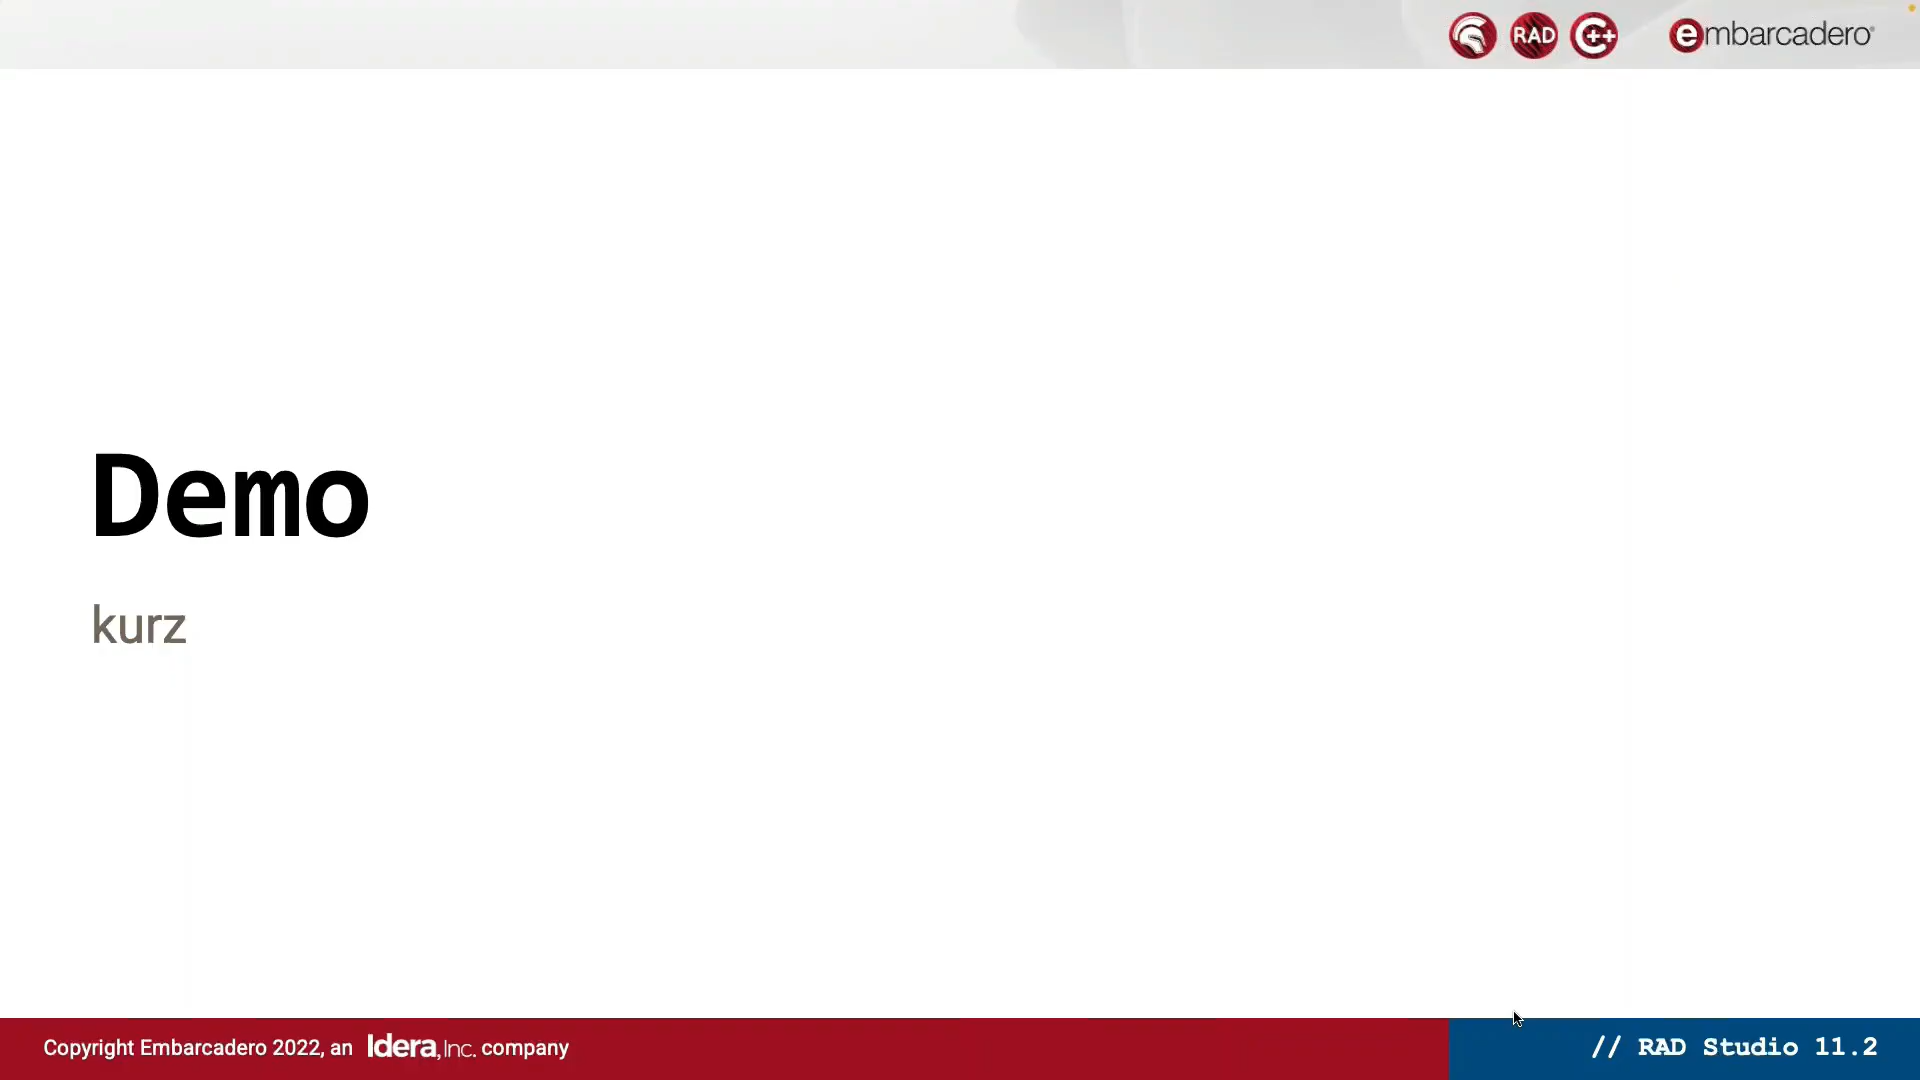 RAD C++ embarcadero®
Demo
kurz
Copyright Embarcadero 2022, an Idera, Inc. company
// RAD Studio 11.2